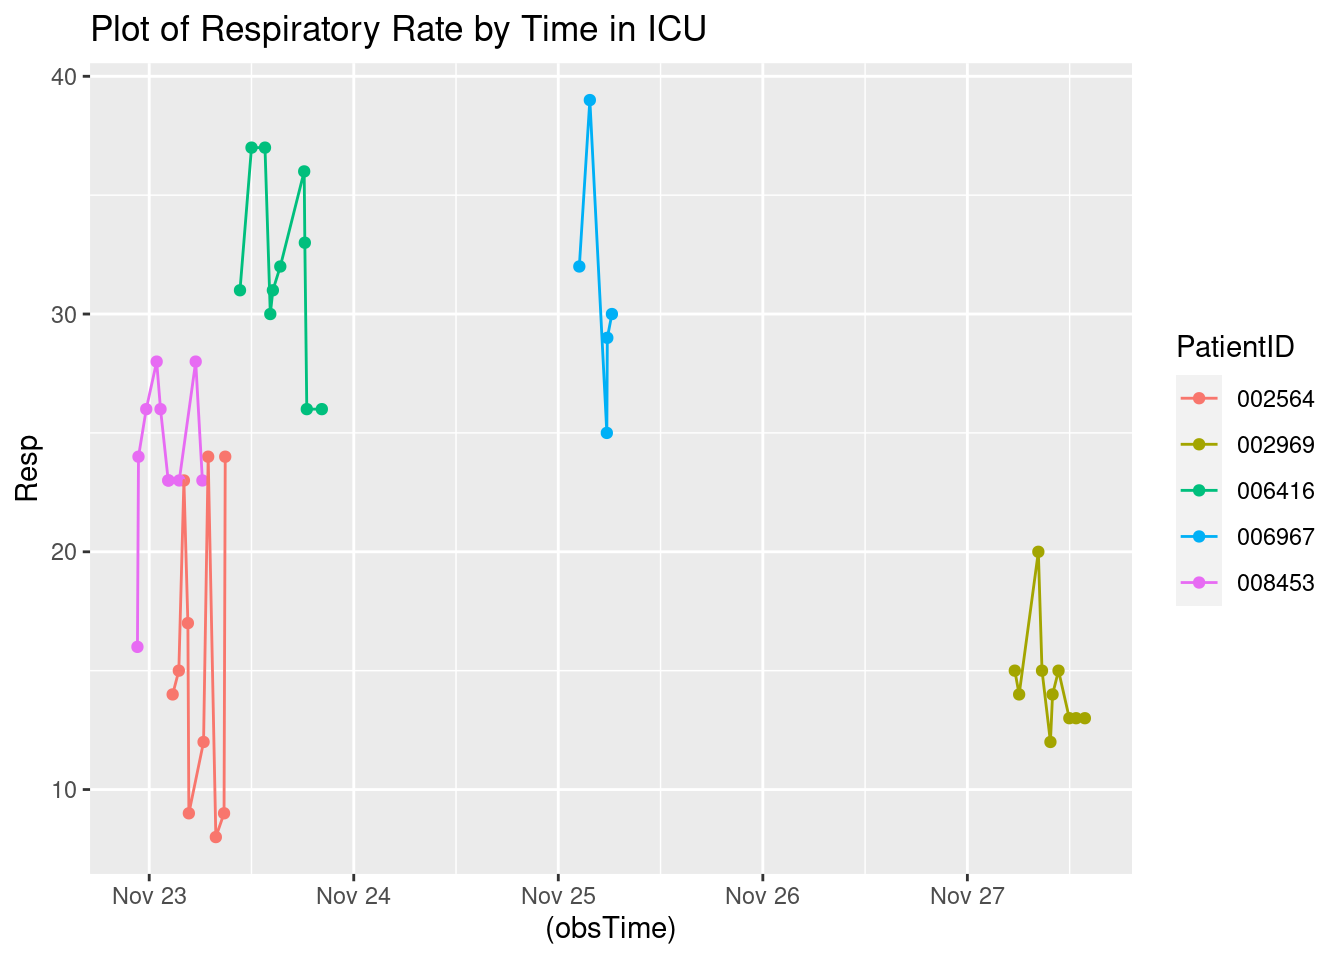 Plot of Respiratory Rate by Time in ICU
40
30
20
10
Resp
Nov 23
Nov 24
Nov 25
Nov 26
Nov 27
(obsTime)
PatientID
002564
002969
006416
006967
008453